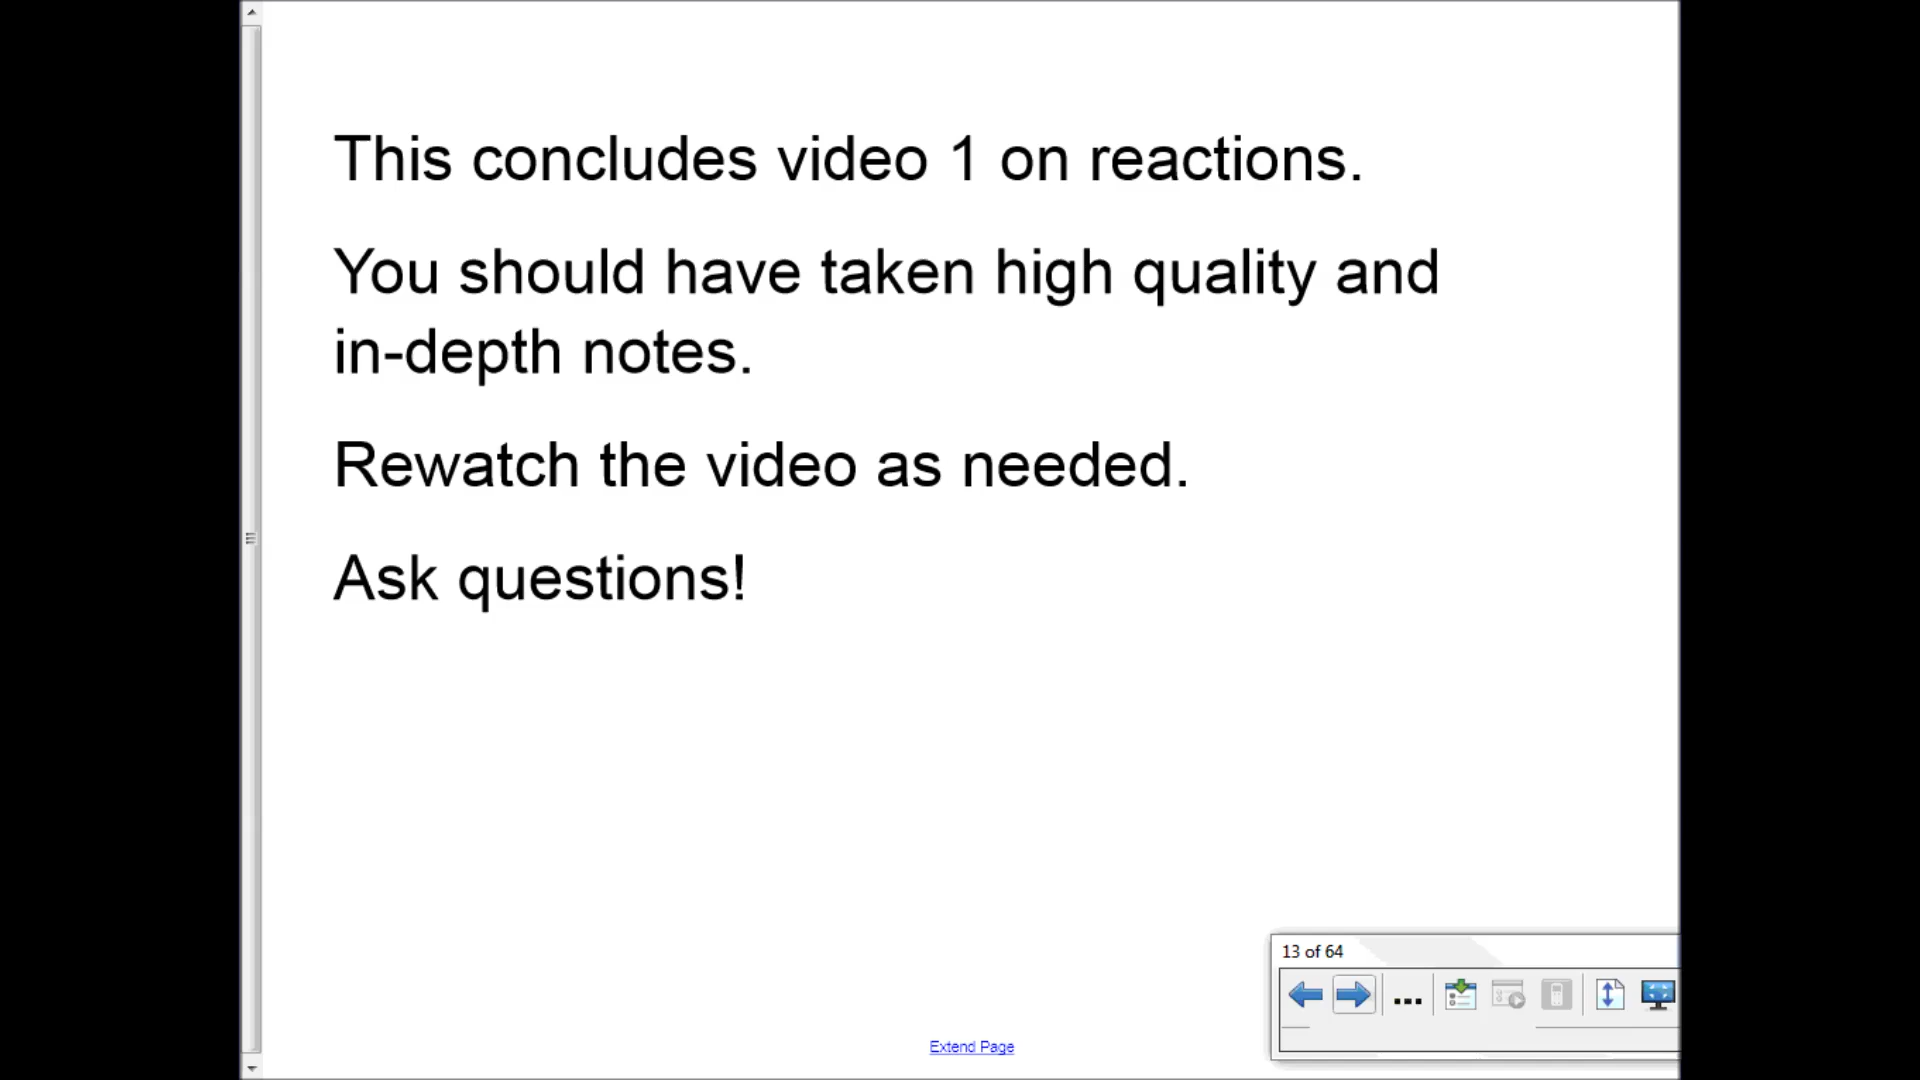 This concludes video 1 on reactions.
You should have taken high quality and
in-depth notes.
Rewatch the video as needed.
Ask questions!
13 of 64
Extend Page